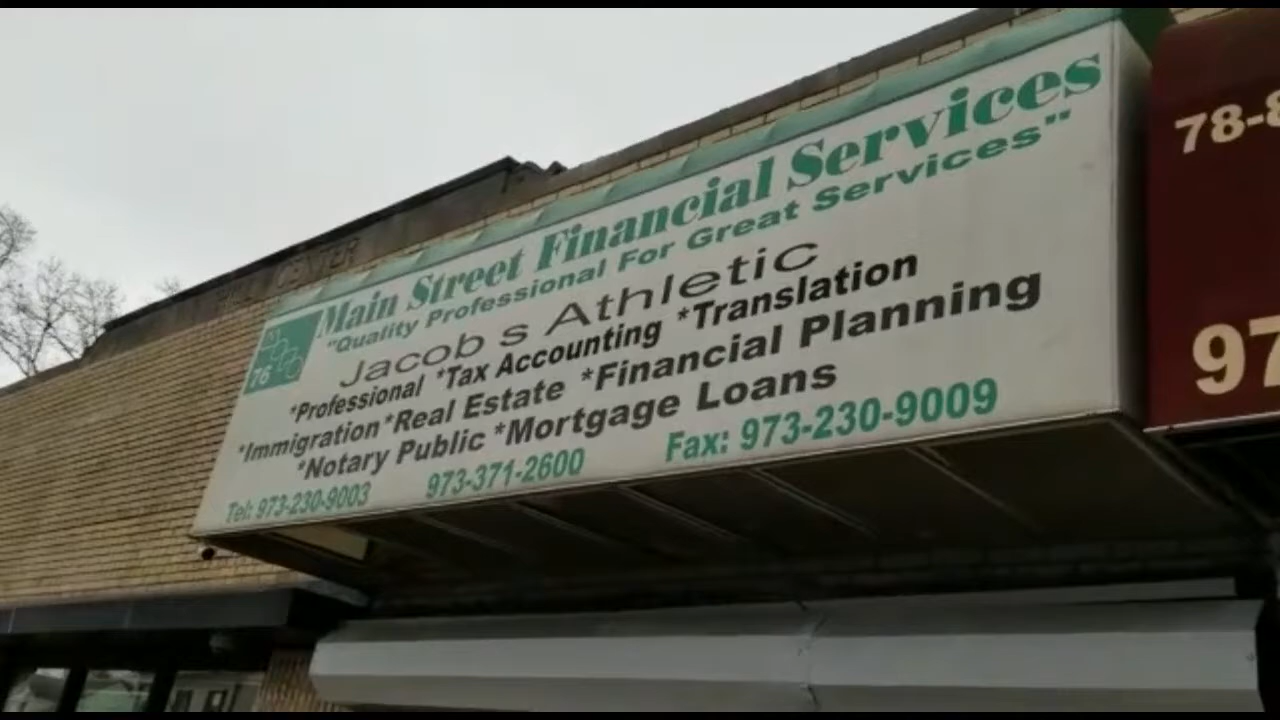 Main Street Financial Services
"Quality Professional For Great Services"
Jacob s Athletic
*Professional *Tax Accounting *Translation
*Immigration *Real Estate *Financial Planning
*Notary Public *Mortgage Loans
Tel: 973-230-9003 973-371-2600 Fax: 973-230-9009
76
CENTER
78-8
97